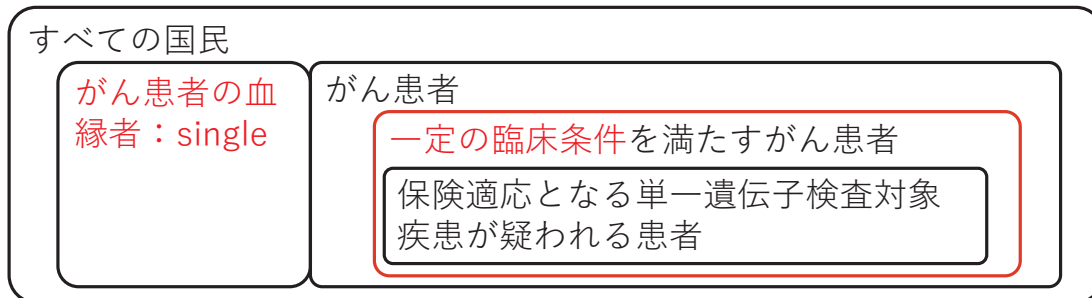 すべての国民
がん患者の血
縁者：single
がん患者
一定の臨床条件を満たすがん患者
保険適応となる単一遺伝子検査対象
疾患が疑われる患者